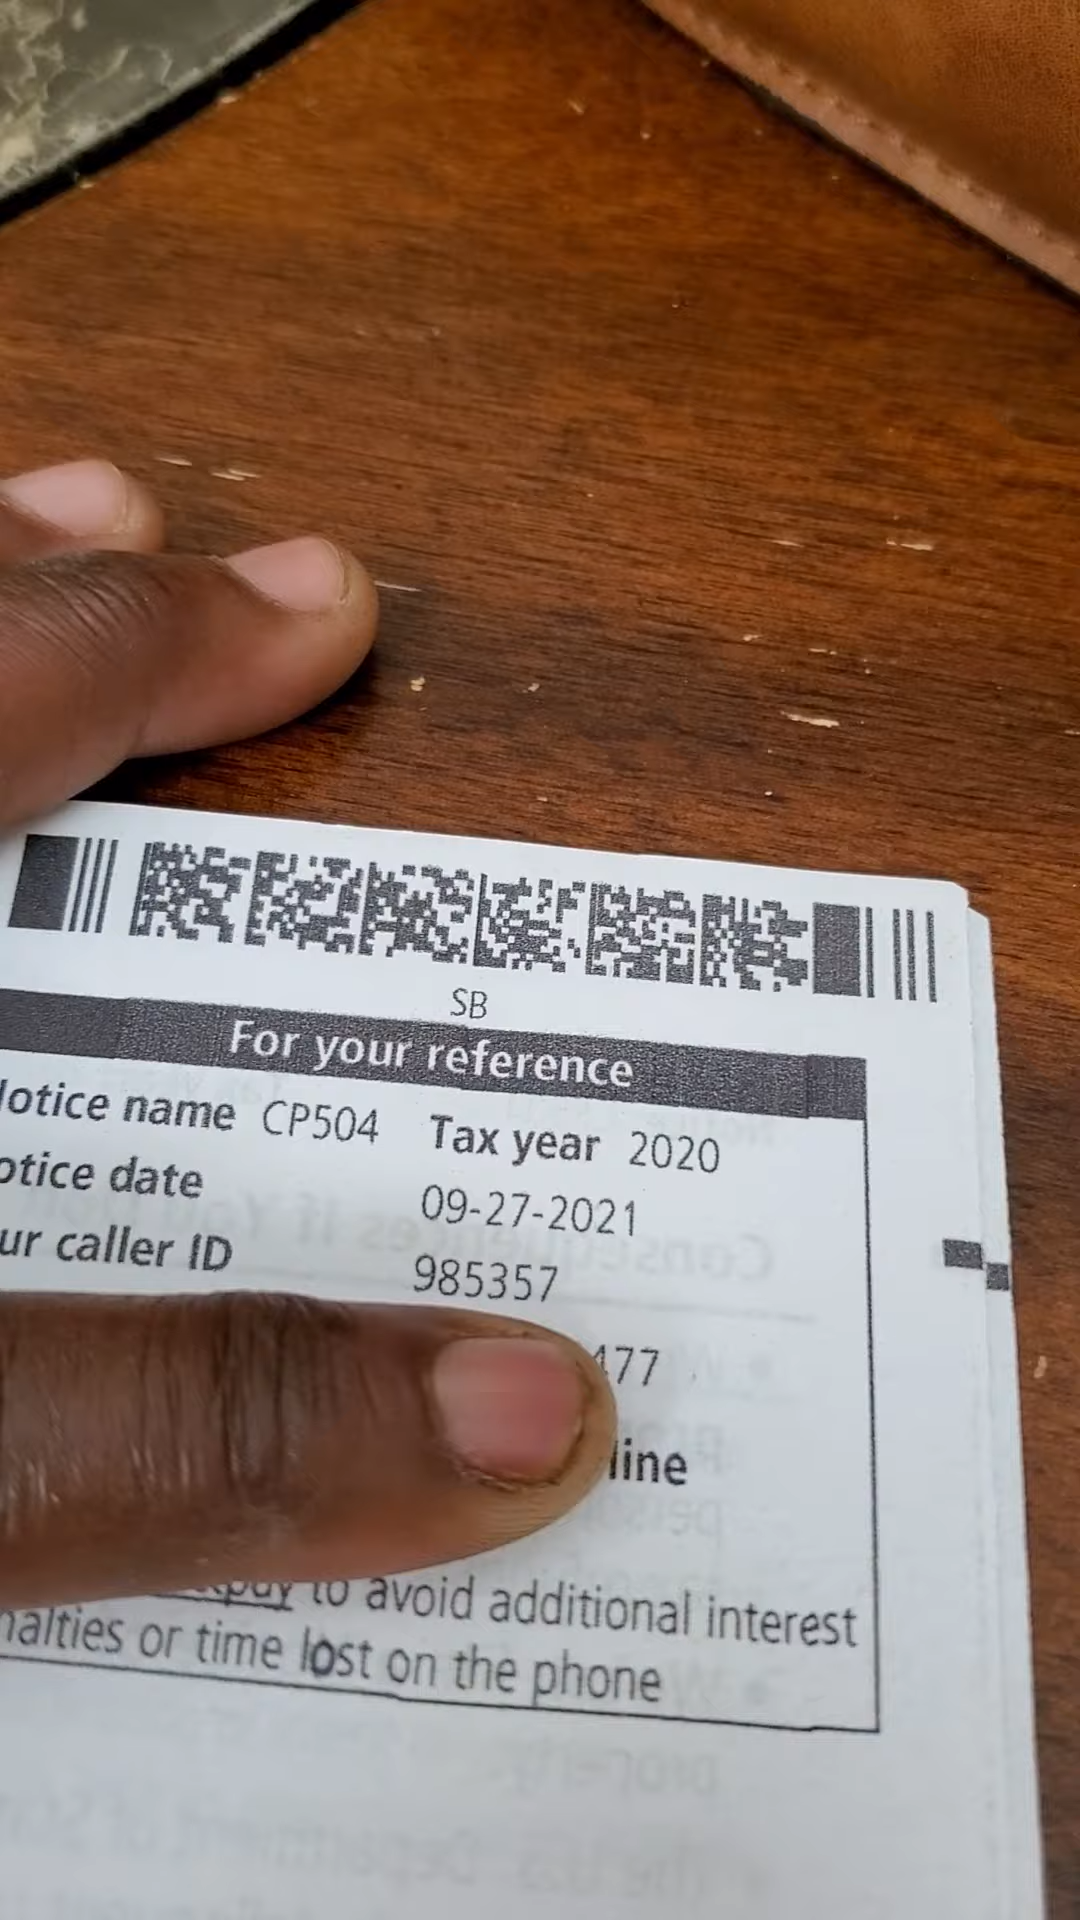 SB
For your reference
otice name CP504 Tax year 2020
otice date 09-27-2021
ur caller ID 985357
477
line
to avoid additional interest
nalties or time lost on the phone